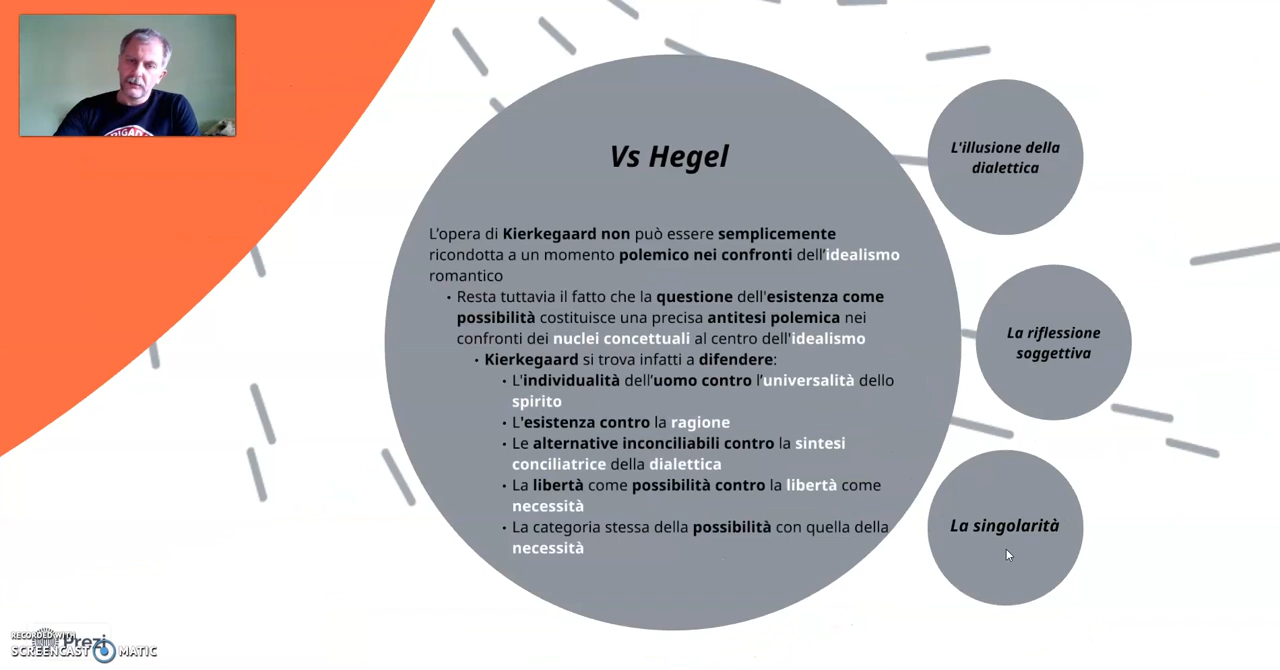 Vs Hegel
L’opera di Kierkegaard non può essere semplicemente
ricondotta a un momento polemico nei confronti dell’idealismo
romantico
• Resta tuttavia il fatto che la questione dell'esistenza come
possibilità costituisce una precisa antitesi polemica nei
confronti dei nuclei concettuali al centro dell'idealismo
• Kierkegaard si trova infatti a difendere:
• L'individualità dell’uomo contro l’universalità dello
spirito
• L'esistenza contro la ragione
• Le alternative inconciliabili contro la sintesi
conciliatrice della dialettica
• La libertà come possibilità contro la libertà come
necessità
• La categoria stessa della possibilità con quella della
necessità
L'illusione della
dialettica
La riflessione
soggettiva
La singolarità
RECORDED WITH
SCREENCAST MATIC
Prezi